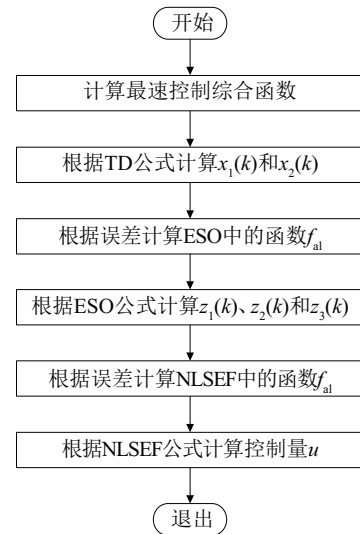 开始
计算最速控制综合函数
根据TD公式计算x₁(k)和x₂(k)
根据误差计算ESO中的函数fₐₗ
根据ESO公式计算z₁(k)、z₂(k)和z₃(k)
根据误差计算NLSEF中的函数fₐₗ
根据NLSEF公式计算控制量u
退出